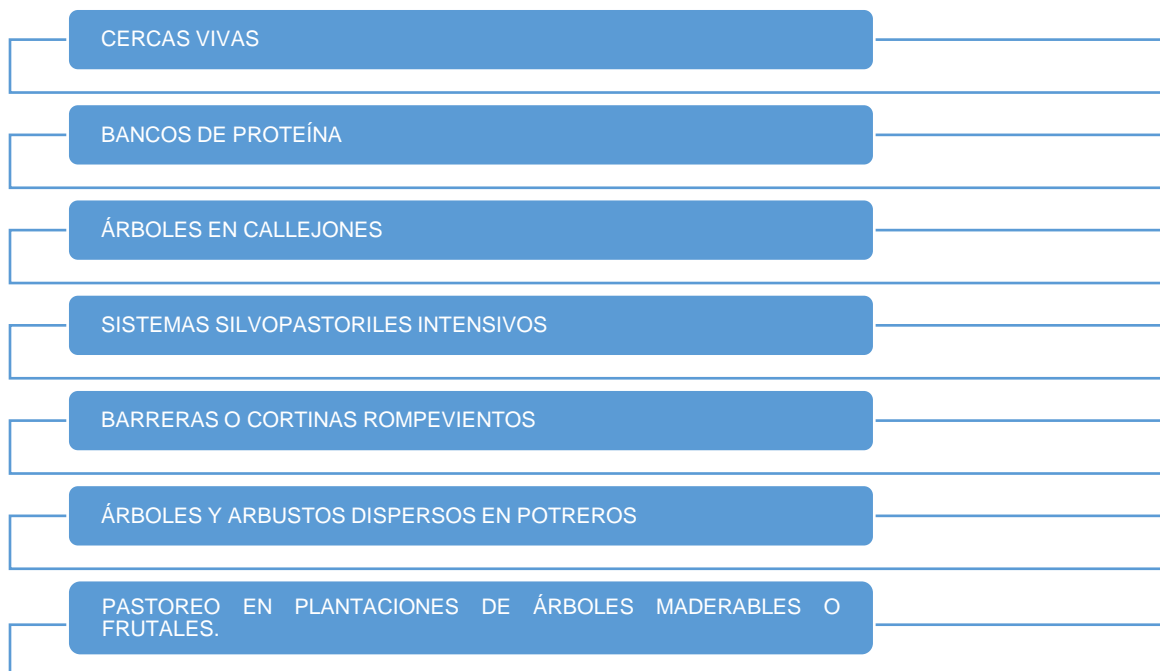 CERCAS VIVAS
BANCOS DE PROTEÍNA
ÁRBOLES EN CALLEJONES
SISTEMAS SILVOPASTORILES INTENSIVOS
BARRERAS O CORTINAS ROMPEVIENTOS
ÁRBOLES Y ARBUSTOS DISPERSOS EN POTREROS
PASTOREO EN PLANTACIONES DE ÁRBOLES MADERABLES O
FRUTALES.